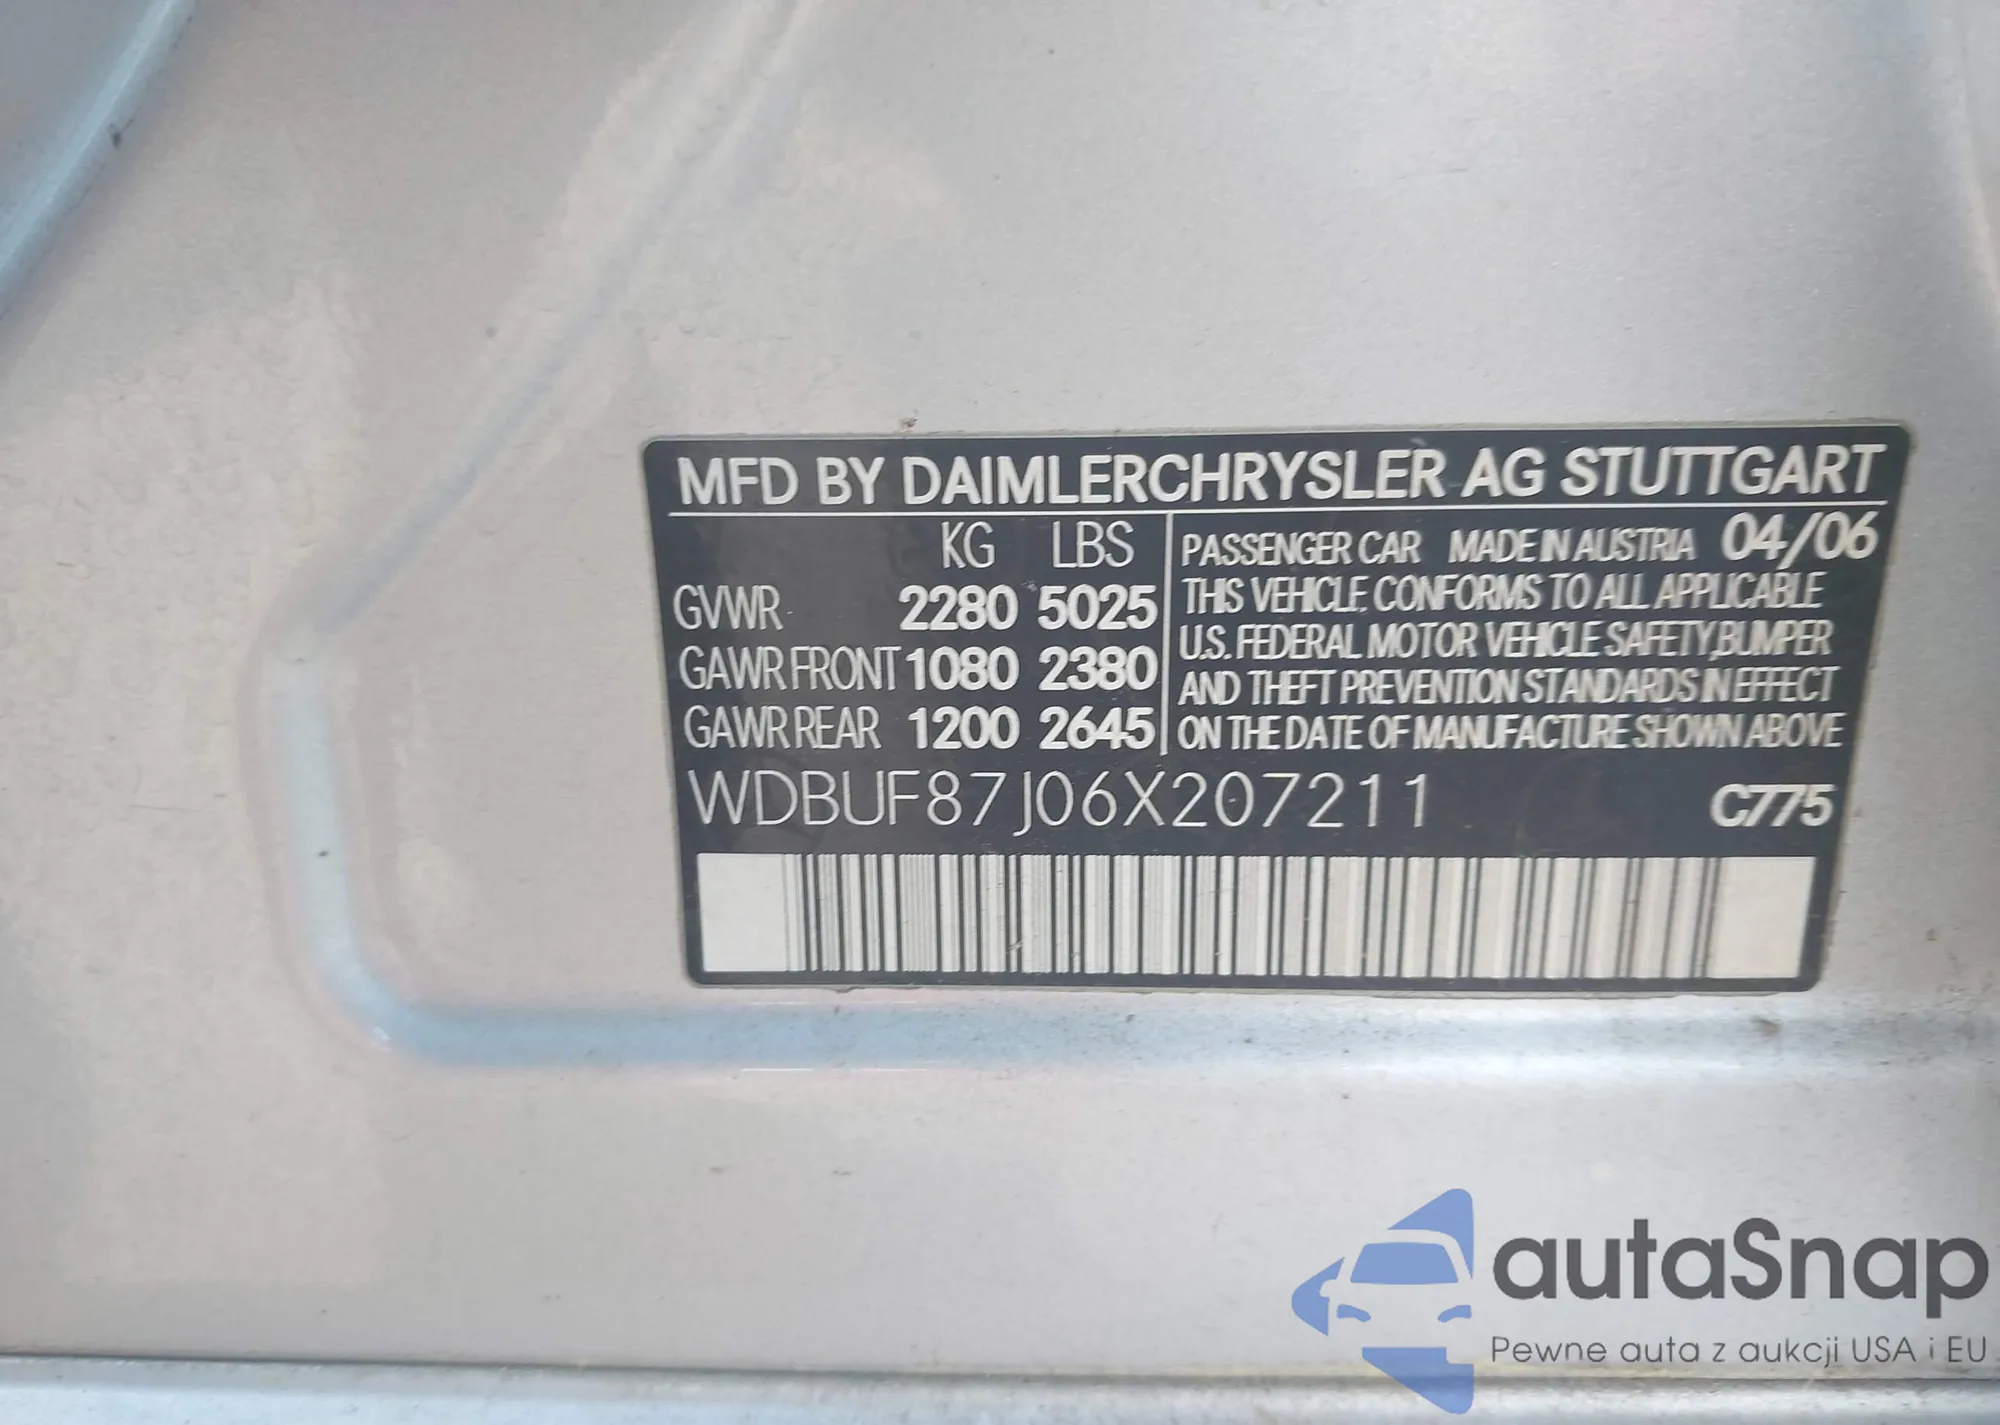 MFD BY DAIMLERCHRYSLER AG STUTTGART
KG LBS
GVWR 2280 5025
GAWR FRONT 1080 2380
GAWR REAR 1200 2645
PASSENGER CAR MADE IN AUSTRIA 04/06
THIS VEHICLE CONFORMS TO ALL APPLICABLE
U.S. FEDERAL MOTOR VEHICLE SAFETY, BUMPER
AND THEFT PREVENTION STANDARDS IN EFFECT
ON THE DATE OF MANUFACTURE SHOWN ABOVE
WDBUF87J06X207211 C775
autaSnap
Pewne auta z aukcji USA i EU